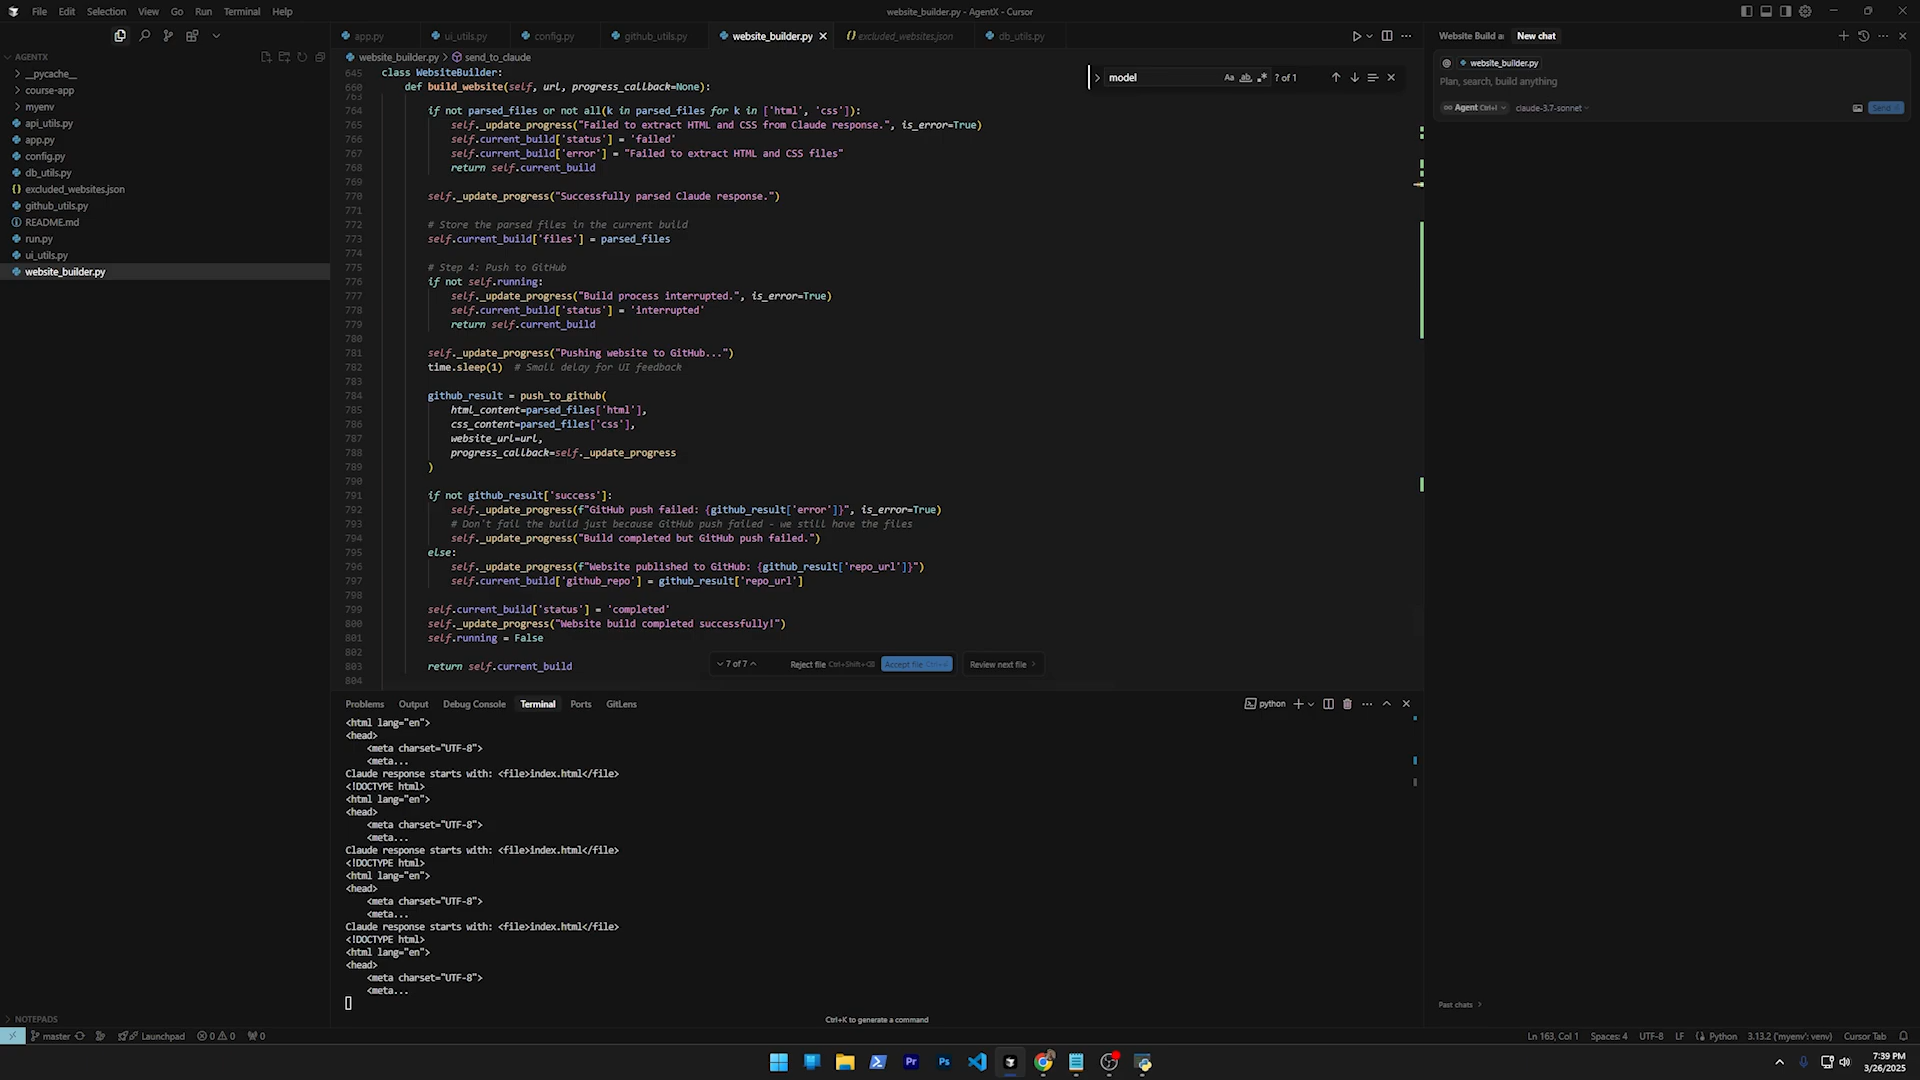 File Edit Selection View Go Run Terminal Help
website_builder.py - AgentX - Cursor
app.py ui_utils.py config.py github_utils.py website_builder.py excluded_websites.json db_utils.py
Website Build a New chat
AGENTX
__pycache__
course-app
myenv
api_utils.py
app.py
config.py
db_utils.py
excluded_websites.json
github_utils.py
README.md
run.py
ui_utils.py
website_builder.py
NOTEPADS
website_builder.py > send_to_claude
model Aa ab ? of 1
645 class WebsiteBuilder:
660 def build_website(self, url, progress_callback=None):
763
764 if not parsed_files or not all(k in parsed_files for k in ['html', 'css']):
765 self._update_progress("Failed to extract HTML and CSS from Claude response.", is_error=True)
766 self.current_build['status'] = 'failed'
767 self.current_build['error'] = "Failed to extract HTML and CSS files"
768 return self.current_build
769
770 self._update_progress("Successfully parsed Claude response.")
771
772 # Store the parsed files in the current build
773 self.current_build['files'] = parsed_files
774
775 # Step 4: Push to GitHub
776 if not self.running:
777 self._update_progress("Build process interrupted.", is_error=True)
778 self.current_build['status'] = 'interrupted'
779 return self.current_build
780
781 self._update_progress("Pushing website to GitHub...")
782 time.sleep(1) # Small delay for UI feedback
783
784 github_result = push_to_github(
785 html_content=parsed_files['html'],
786 css_content=parsed_files['css'],
787 website_url=url,
788 progress_callback=self._update_progress
789 )
790
791 if not github_result['success']:
792 self._update_progress(f"GitHub push failed: {github_result['error']}", is_error=True)
793 # Don't fail the build just because GitHub push failed - we still have the files
794 self._update_progress("Build completed but GitHub push failed.")
795 else:
796 self._update_progress(f"Website published to GitHub: {github_result['repo_url']}")
797 self.current_build['github_repo'] = github_result['repo_url']
798
799 self.current_build['status'] = 'completed'
800 self._update_progress("Website build completed successfully!")
801 self.running = False
802
803 return self.current_build
804
7 of 7 Reject file Ctrl+Shift+⌫ Accept file Review next file
Problems Output Debug Console Terminal Ports GitLens
python
<html lang="en">
<head>
<meta charset="UTF-8">
<meta...
Claude response starts with: <file>index.html</file>
<!DOCTYPE html>
<html lang="en">
<head>
<meta charset="UTF-8">
<meta...
Claude response starts with: <file>index.html</file>
<!DOCTYPE html>
<html lang="en">
<head>
<meta charset="UTF-8">
<meta...
Claude response starts with: <file>index.html</file>
<!DOCTYPE html>
<html lang="en">
<head>
<meta charset="UTF-8">
<meta...
Ctrl+K to generate a command
@ website_builder.py
Plan, search, build anything
Agent Ctrl+I claude-3.7-sonnet Send
Past chats
master Launchpad 0 0 0
Ln 163, Col 1 Spaces: 4 UTF-8 LF Python 3.13.2 ('myenv': venv) Cursor Tab
Pr Ps
7:39 PM
3/26/2025